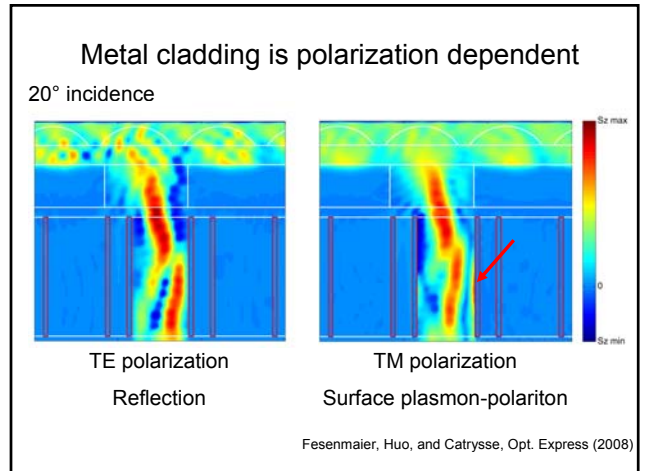 Metal cladding is polarization dependent
20° incidence
Sz max
0
Sz min
TE polarization
TM polarization
Reflection
Surface plasmon-polariton
Fesenmaier, Huo, and Catrysse, Opt. Express (2008)